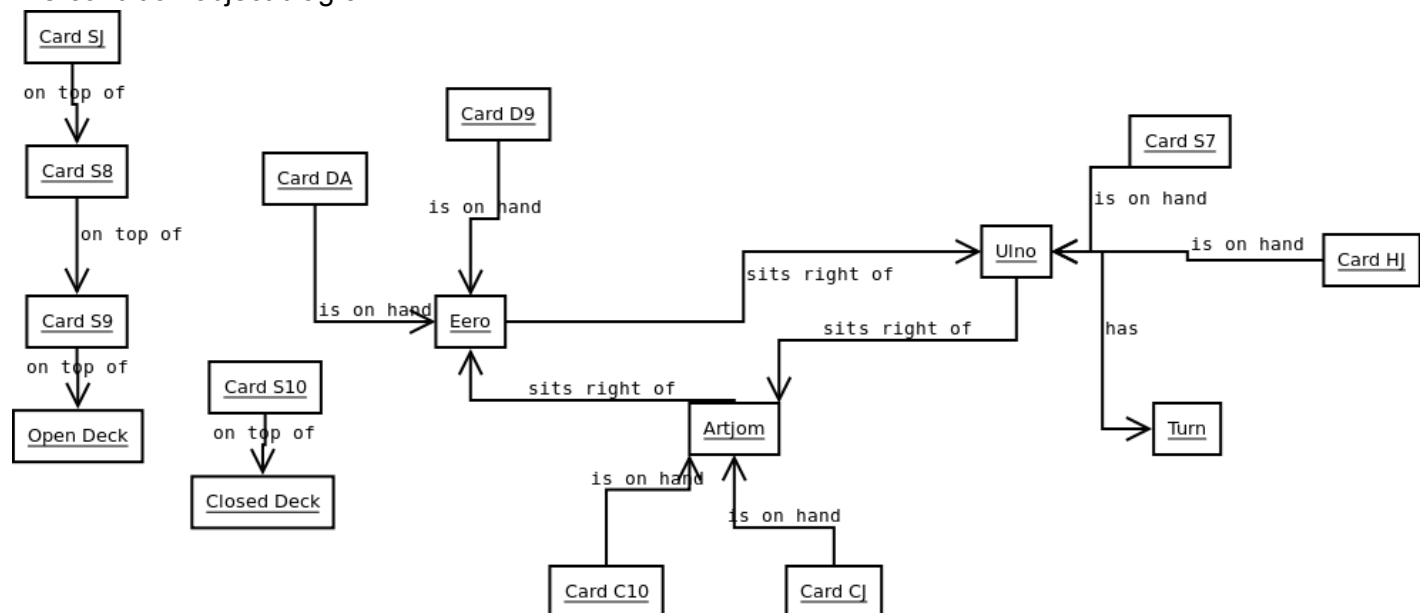 Card SJ
on top of
Card S8
on top of
Card S9
on top of
Open Deck
Card S10
on top of
Closed Deck
Card DA
is on hand
Card D9
is on hand
Eero
sits right of
Ulno
sits right of
sits right of
Artjom
is on hand
Card C10
is on hand
Card CJ
Card S7
is on hand
is on hand
Card HJ
has
Turn